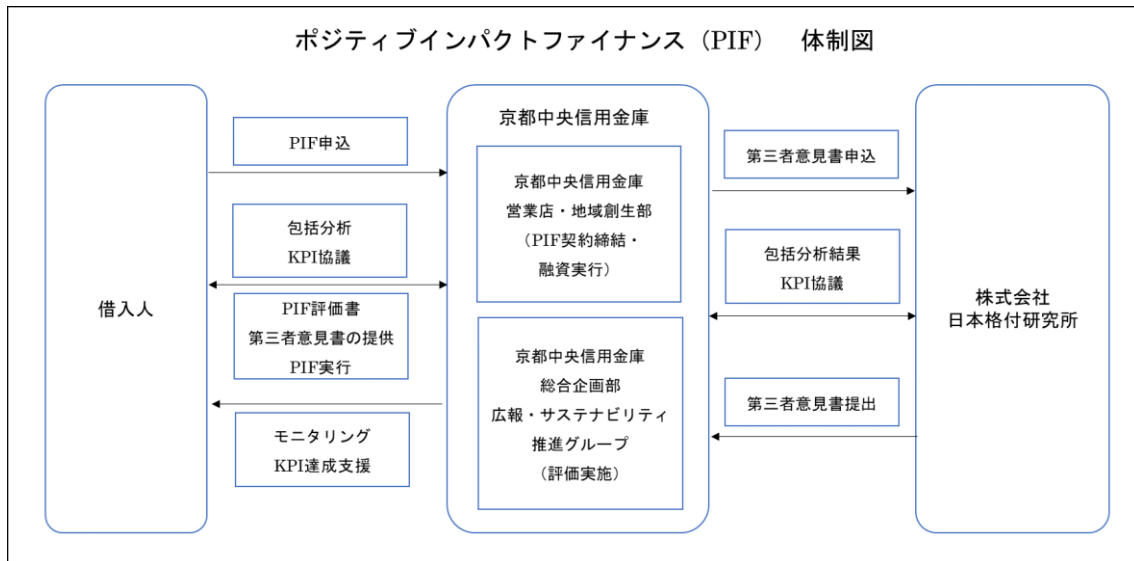 ポジティブインパクトファイナンス（PIF）　体制図
借入人
PIF申込
包括分析
KPI協議
PIF評価書
第三者意見書の提供
PIF実行
モニタリング
KPI達成支援
京都中央信用金庫
京都中央信用金庫
営業店・地域創生部
（PIF契約締結・
融資実行）
京都中央信用金庫
総合企画部
広報・サステナビリティ
推進グループ
（評価実施）
第三者意見書申込
包括分析結果
KPI協議
第三者意見書提出
株式会社
日本格付研究所